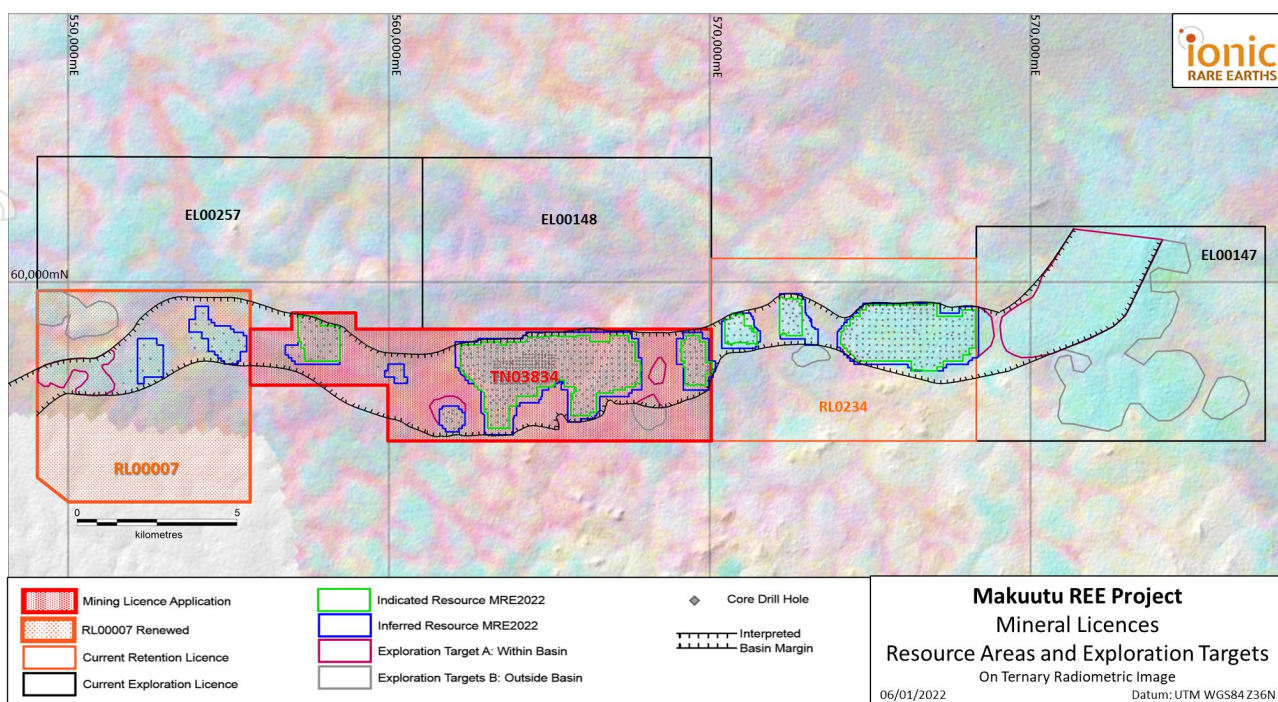 550,000mE
560,000mE
570,000mE
570,000mE
ionic
RARE EARTHS
EL00257
EL00148
EL00147
60,000mN
TN03834
RL0234
RL00007
0 5
kilometres
Mining Licence Application
RL00007 Renewed
Current Retention Licence
Current Exploration Licence
Indicated Resource MRE2022
Inferred Resource MRE2022
Exploration Target A: Within Basin
Exploration Targets B: Outside Basin
Core Drill Hole
Interpreted
Basin Margin
Makuutu REE Project
Mineral Licences
Resource Areas and Exploration Targets
On Ternary Radiometric Image
06/01/2022 Datum: UTM WGS84 Z36N